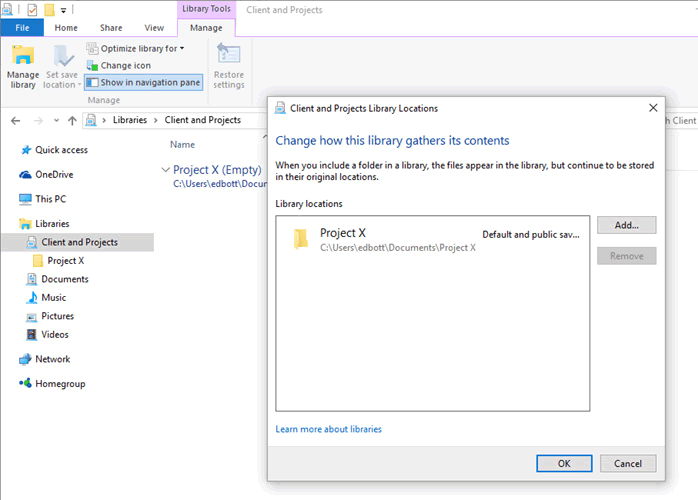 Library Tools
Client and Projects
File
Home
Share
View
Manage
Manage library
Set save location
Optimize library for
Change icon
Show in navigation pane
Restore settings
Manage
Libraries > Client and Projects
h Client
Quick access
OneDrive
This PC
Libraries
Client and Projects
Project X
Documents
Music
Pictures
Videos
Network
Homegroup
Name
Project X (Empty)
C:\Users\edbott\Docum
Client and Projects Library Locations
Change how this library gathers its contents
When you include a folder in a library, the files appear in the library, but continue to be stored
in their original locations.
Library locations
Project X
Default and public sav...
C:\Users\edbott\Documents\Project X
Add...
Remove
Learn more about libraries
OK
Cancel